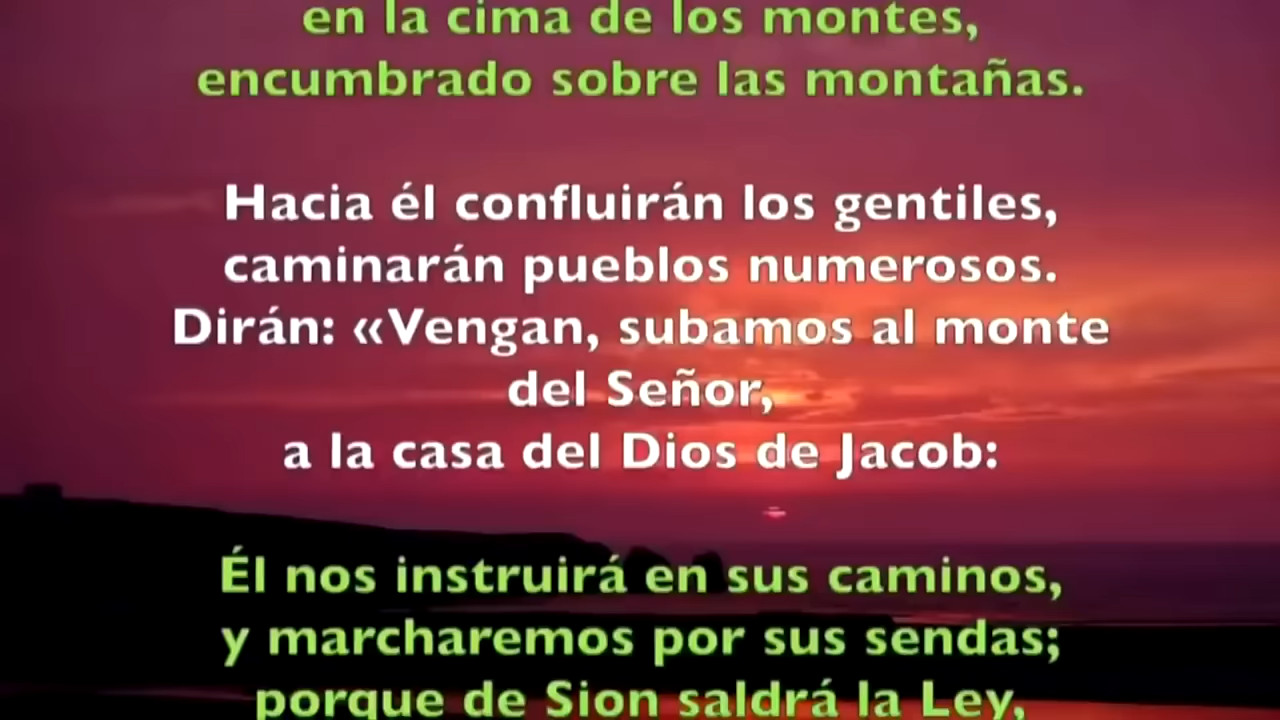 en la cima de los montes,
encumbrado sobre las montañas.
Hacia él confluirán los gentiles,
caminarán pueblos numerosos.
Dirán: «Vengan, subamos al monte
del Señor,
a la casa del Dios de Jacob:
Él nos instruirá en sus caminos,
y marcharemos por sus sendas;
porque de Sion saldrá la Ley,